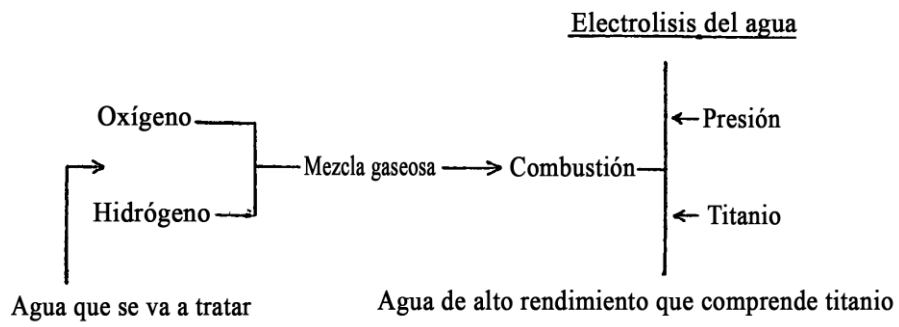 Electrolisis del agua
Oxígeno
Presión
Mezcla gaseosa
Combustión
Hidrógeno
Titanio
Agua que se va a tratar
Agua de alto rendimiento que comprende titanio